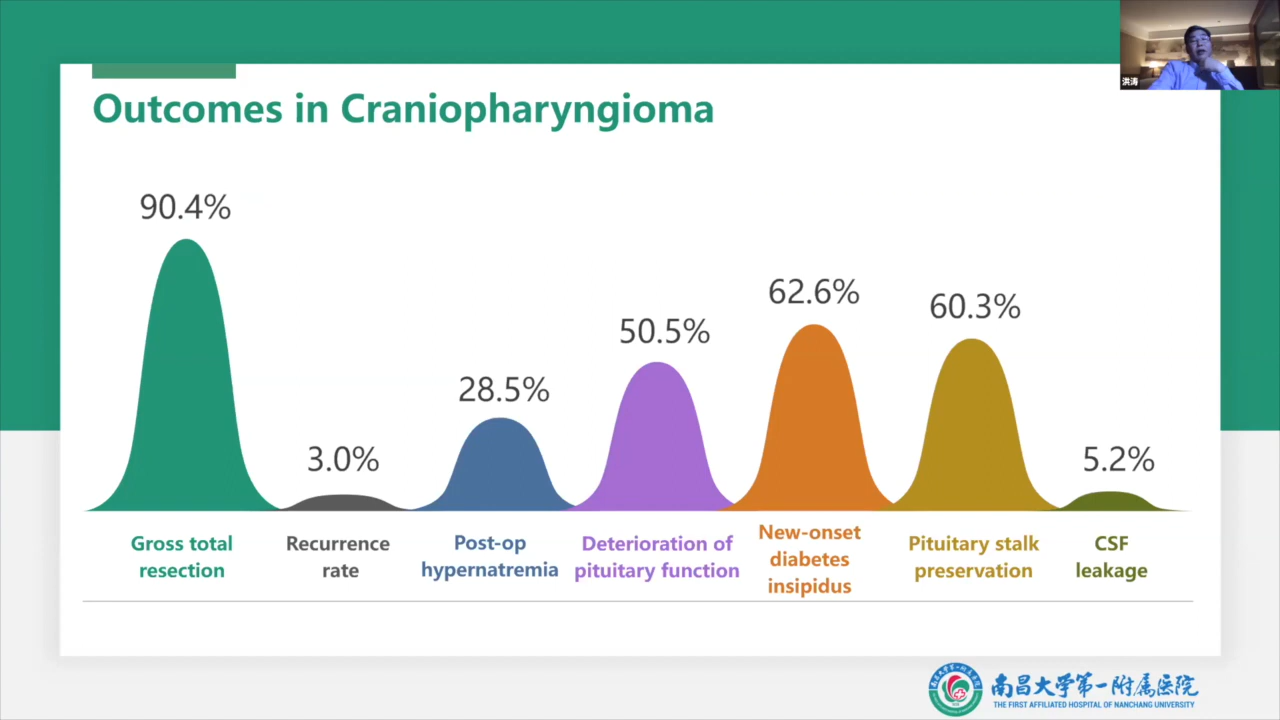 洪涛
Outcomes in Craniopharyngioma
90.4%
3.0%
28.5%
50.5%
62.6%
60.3%
5.2%
Gross total
resection
Recurrence
rate
Post-op
hypernatremia
Deterioration of
pituitary function
New-onset
diabetes
insipidus
Pituitary stalk
preservation
CSF
leakage
南昌大学第一附属医院
THE FIRST AFFILIATED HOSPITAL OF NANCHANG UNIVERSITY